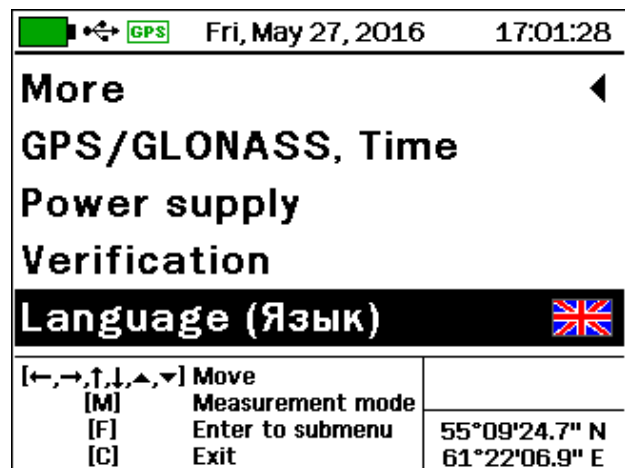 GPS Fri, May 27, 2016 17:01:28
More
GPS/GLONASS, Time
Power supply
Verification
Language (Язык)
[←,→,↑,↓,▲,▼] Move
[M] Measurement mode
[F] Enter to submenu
[C] Exit
55°09'24.7" N
61°22'06.9" E